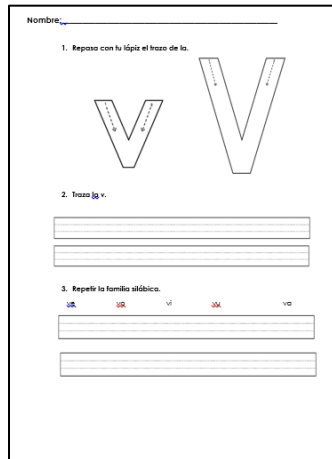 Nombre:
1. Repasa con tu lápiz el trazo de la.
V V
2. Traza la v.
3. Repetir la familia silábica.
ve vo vi vu va